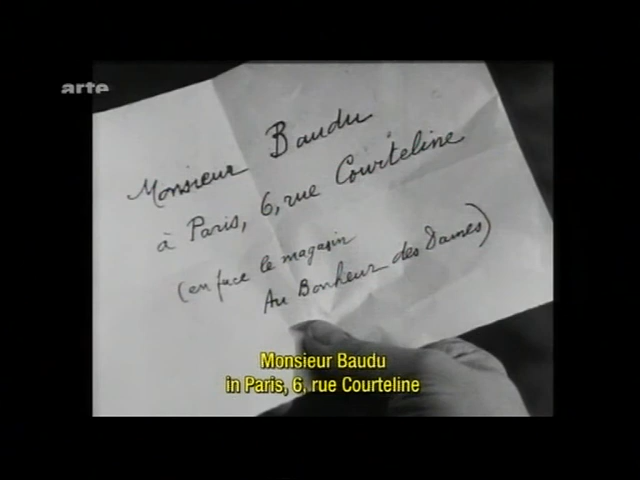 arte
Monsieur Baudu
à Paris, 6, rue Courteline
(en face le magasin
Au Bonheur des Dames)
Monsieur Baudu
in Paris, 6, rue Courteline